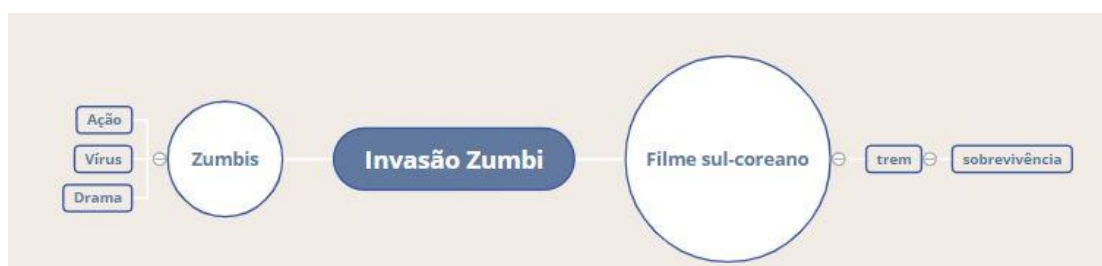 Ação
Vírus
Drama
Zumbis
Invasão Zumbi
Filme sul-coreano
trem
sobrevivência